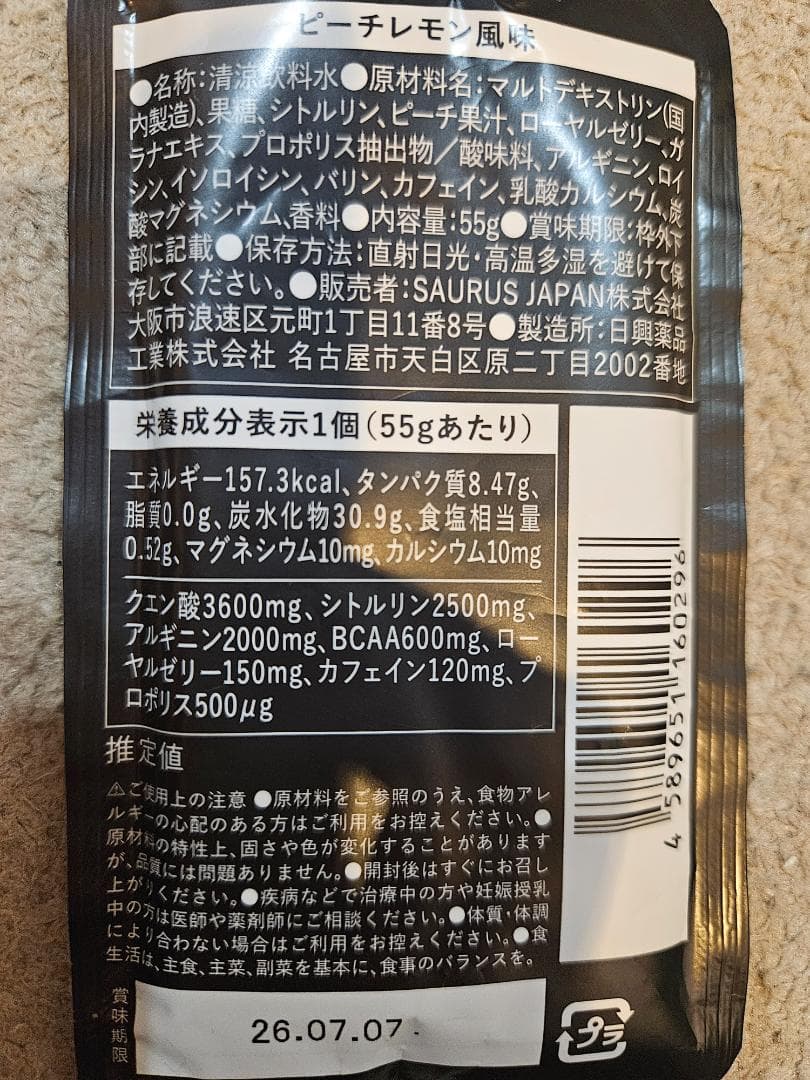 ピーチレモン風味
●名称:清涼飲料水●原材料名:マルトデキストリン(国
内製造)、果糖、シトルリン、ピーチ果汁、ローヤルゼリー、ガ
ラナエキス、プロポリス抽出物/酸味料、アルギニン、ロイ
シン、イソロイシン、バリン、カフェイン、乳酸カルシウム、炭
酸マグネシウム、香料●内容量:55g●賞味期限:枠外下
部に記載●保存方法:直射日光・高温多湿を避けて保
存してください。●販売者:SAURUS JAPAN株式会社
大阪市浪速区元町1丁目11番8号●製造所:日興薬品
工業株式会社 名古屋市天白区原二丁目2002番地
栄養成分表示1個(55gあたり)
エネルギー157.3kcal、タンパク質8.47g、
脂質0.0g、炭水化物30.9g、食塩相当量
0.52g、マグネシウム10mg、カルシウム10mg
クエン酸3600mg、シトルリン2500mg、
アルギニン2000mg、BCAA600mg、ロー
ヤルゼリー150mg、カフェイン120mg、プ
ロポリス500μg
推定値
⚠ご使用上の注意 ●原材料をご参照のうえ、食物アレ
ルギーの心配のある方はご利用をお控えください。●
原材料の特性上、固さや色が変化することがあります
が、品質には問題ありません。●開封後はすぐにお召し
上がりください。●疾病などで治療中の方や妊娠授乳
中の方は医師や薬剤師にご相談ください。●体質・体調
により合わない場合はご利用をお控えください。●食
生活は、主食、主菜、副菜を基本に、食事のバランスを。
賞味期限
26.07.07
プラ
4 589651 160296